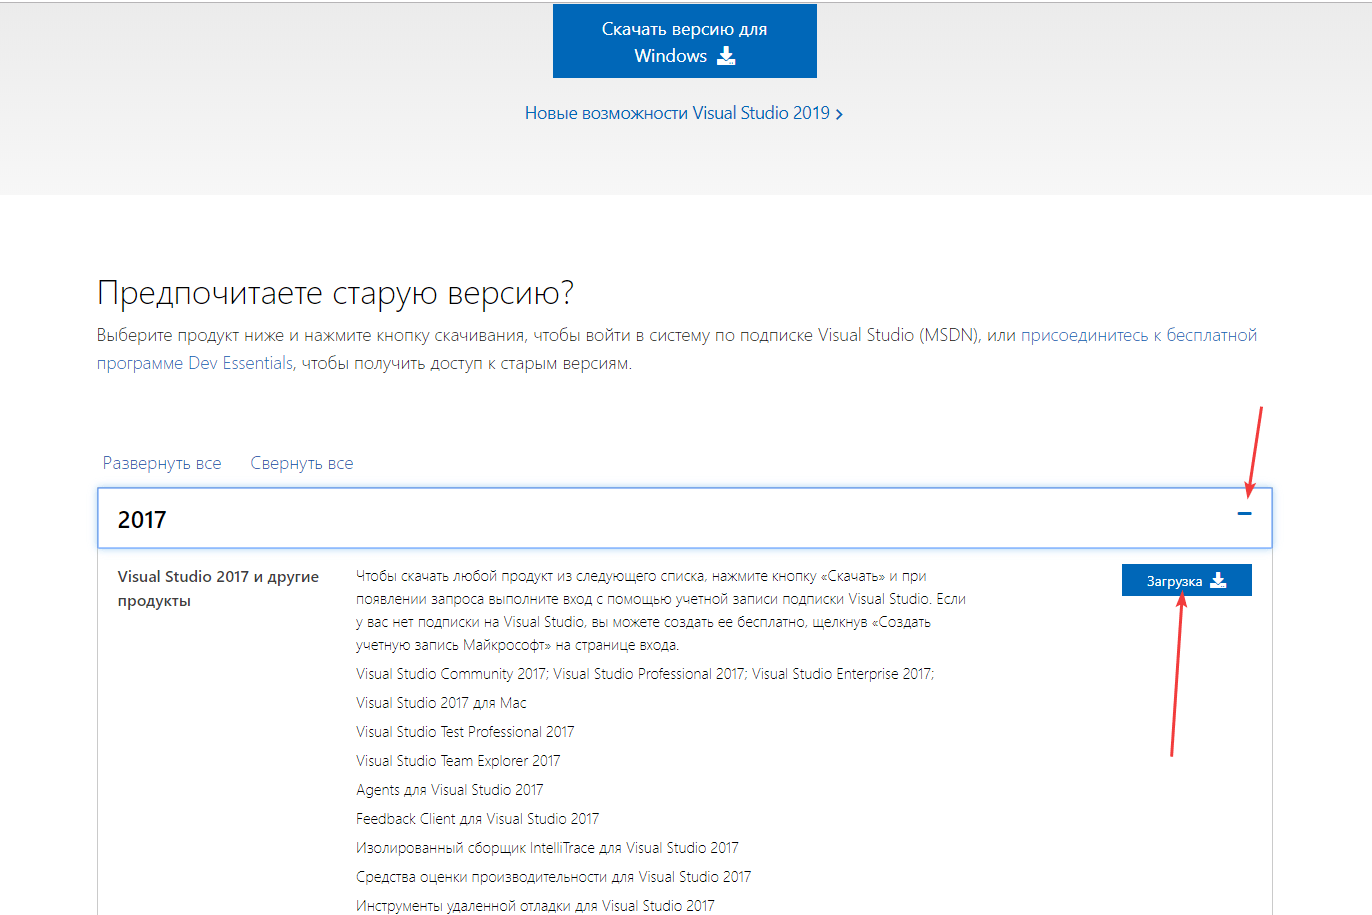 Скачать версию для
Windows
Новые возможности Visual Studio 2019
Предпочитаете старую версию?
Выберите продукт ниже и нажмите кнопку скачивания, чтобы войти в систему по подписке Visual Studio (MSDN), или присоединитесь к бесплатной
программе Dev Essentials, чтобы получить доступ к старым версиям.
Развернуть все Свернуть все
2017
Visual Studio 2017 и другие
продукты
Чтобы скачать любой продукт из следующего списка, нажмите кнопку «Скачать» и при
появлении запроса выполните вход с помощью учетной записи подписки Visual Studio. Если
у вас нет подписки на Visual Studio, вы можете создать ее бесплатно, щелкнув «Создать
учетную запись Майкрософт» на странице входа.
Visual Studio Community 2017; Visual Studio Professional 2017; Visual Studio Enterprise 2017;
Visual Studio 2017 для Mac
Visual Studio Test Professional 2017
Visual Studio Team Explorer 2017
Agents для Visual Studio 2017
Feedback Client для Visual Studio 2017
Изолированный сборщик IntelliTrace для Visual Studio 2017
Средства оценки производительности для Visual Studio 2017
Инструменты удаленной отладки для Visual Studio 2017
Загрузка